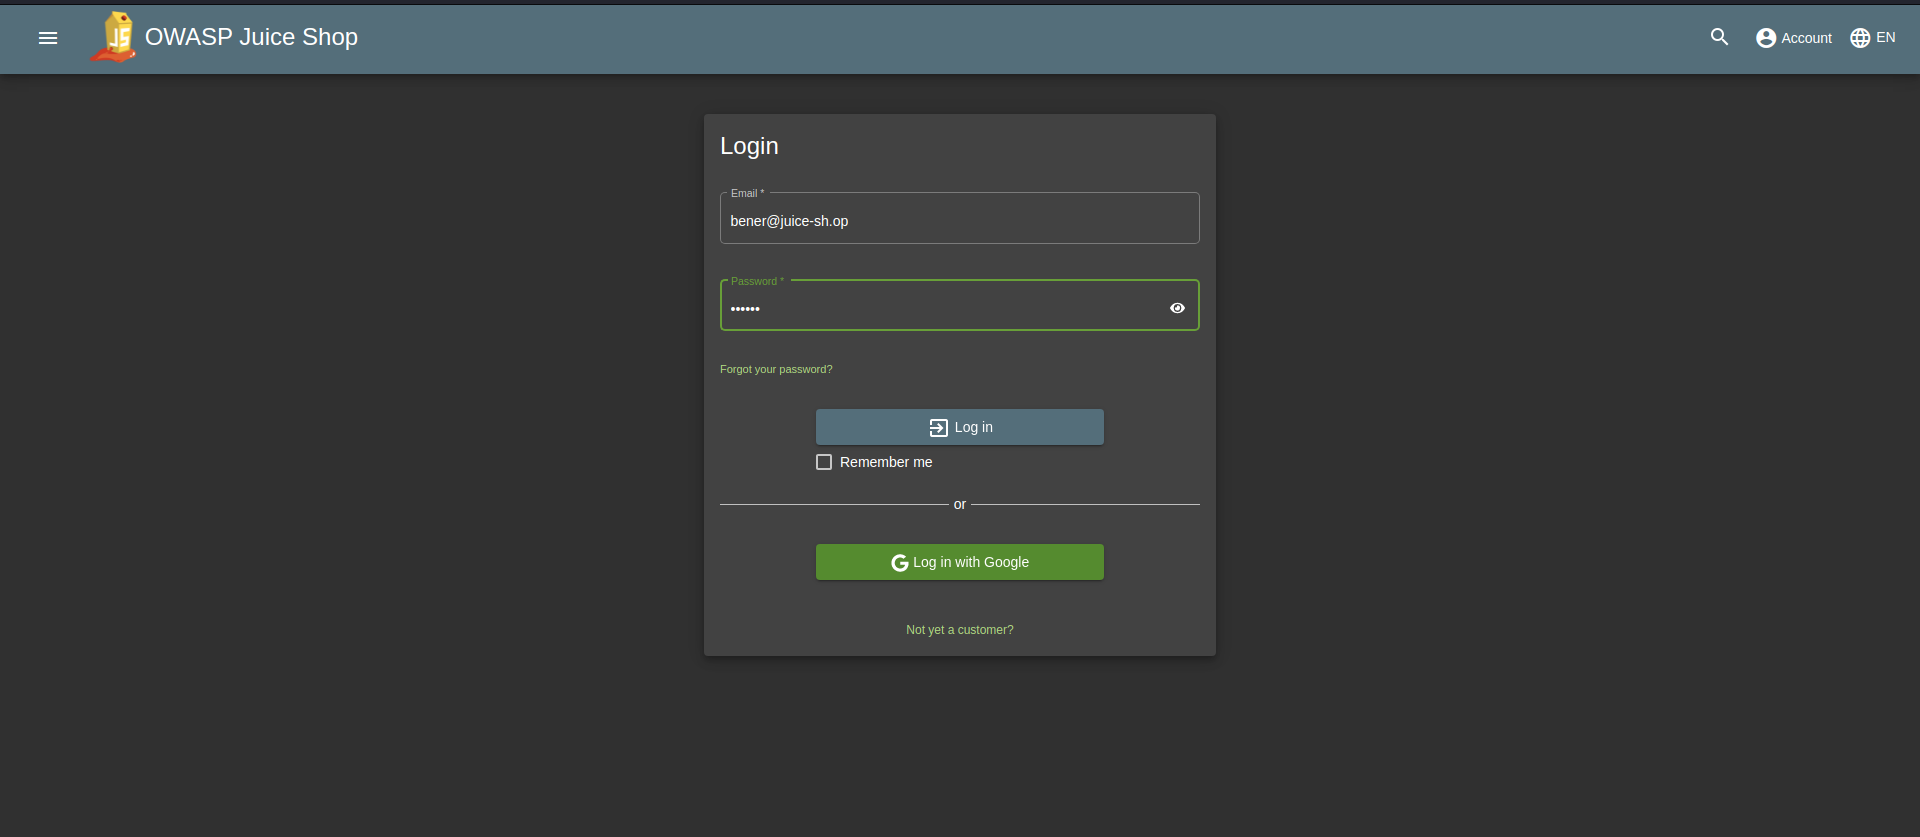 OWASP Juice Shop
Account
EN
Login
Email *
bener@juice-sh.op
Password *
••••••
Forgot your password?
Log in
Remember me
or
Log in with Google
Not yet a customer?